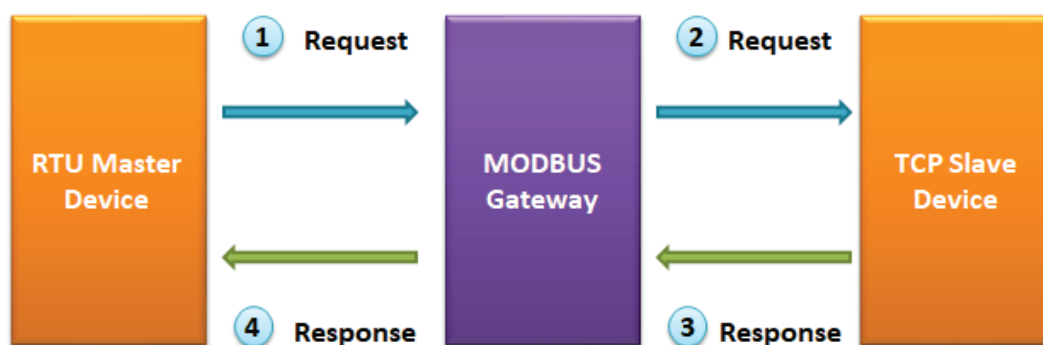 1 Request
2 Request
RTU Master
Device
MODBUS
Gateway
TCP Slave
Device
4 Response
3 Response